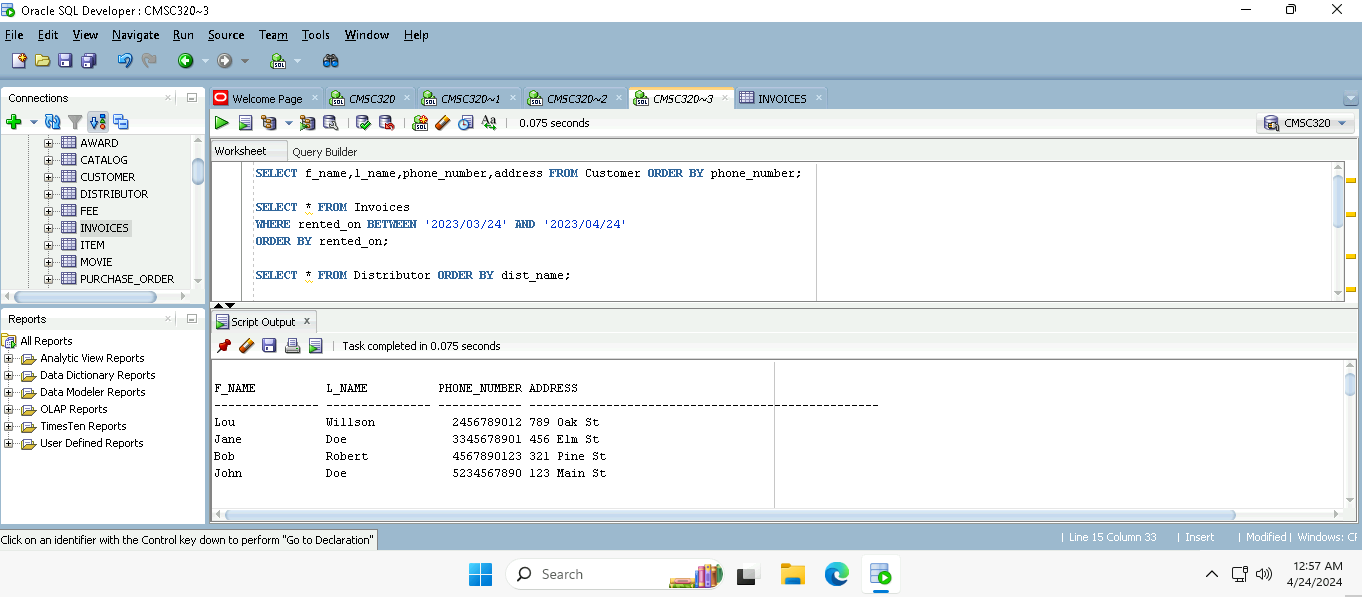 Oracle SQL Developer : CMSC320~3
File Edit View Navigate Run Source Team Tools Window Help
Connections
Welcome Page CMSC320 CMSC320~1 CMSC320~2 CMSC320~3 INVOICES
0.075 seconds CMSC320
Worksheet Query Builder
AWARD
CATALOG
CUSTOMER
DISTRIBUTOR
FEE
INVOICES
ITEM
MOVIE
PURCHASE_ORDER
SELECT f_name,l_name,phone_number,address FROM Customer ORDER BY phone_number;
SELECT * FROM Invoices
WHERE rented_on BETWEEN '2023/03/24' AND '2023/04/24'
ORDER BY rented_on;
SELECT * FROM Distributor ORDER BY dist_name;
Reports
All Reports
Analytic View Reports
Data Dictionary Reports
Data Modeler Reports
OLAP Reports
TimesTen Reports
User Defined Reports
Script Output
Task completed in 0.075 seconds
F_NAME L_NAME PHONE_NUMBER ADDRESS
Lou Willson 2456789012 789 Oak St
Jane Doe 3345678901 456 Elm St
Bob Robert 4567890123 321 Pine St
John Doe 5234567890 123 Main St
Click on an identifier with the Control key down to perform "Go to Declaration"
Line 15 Column 33 | Insert | Modified | Windows: CR
Search
12:57 AM
4/24/2024